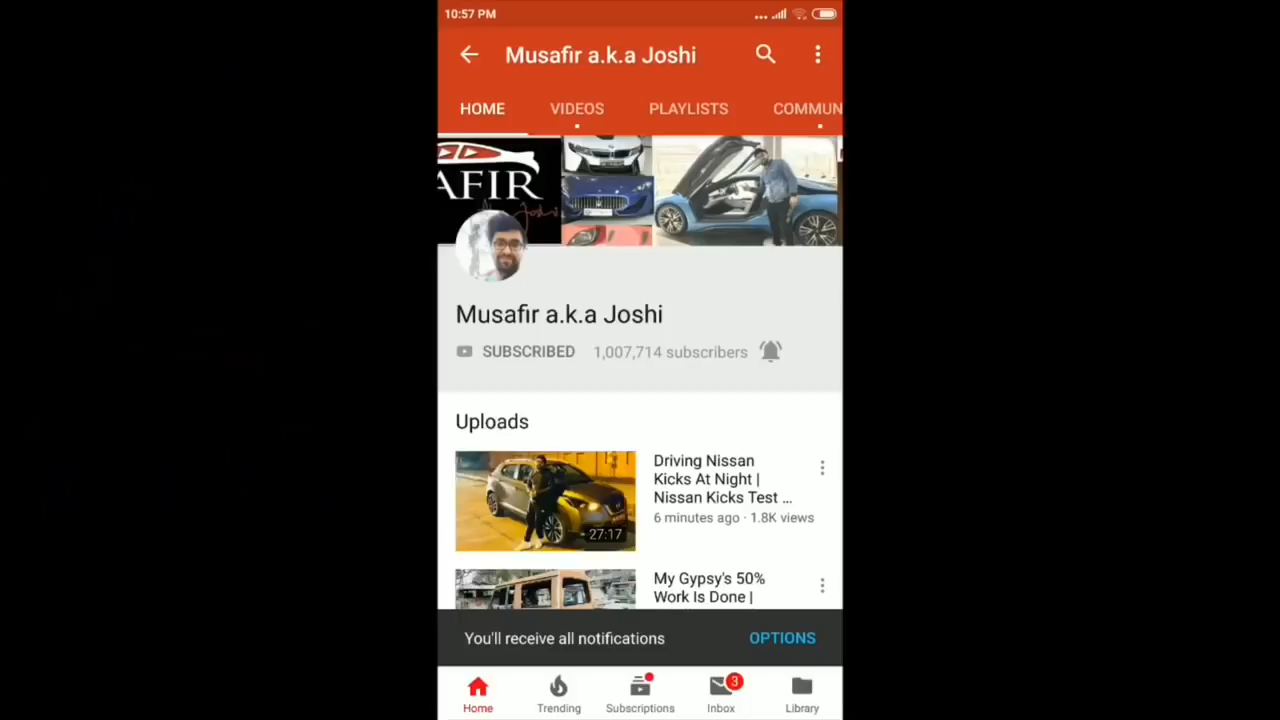 10:57 PM
Musafir a.k.a Joshi
HOME VIDEOS PLAYLISTS COMMUN
AFIR
Joshi
Musafir a.k.a Joshi
SUBSCRIBED 1,007,714 subscribers
Uploads
Driving Nissan
Kicks At Night |
Nissan Kicks Test ...
6 minutes ago · 1.8K views
27:17
My Gypsy's 50%
Work Is Done |
You'll receive all notifications OPTIONS
3
Home Trending Subscriptions Inbox Library